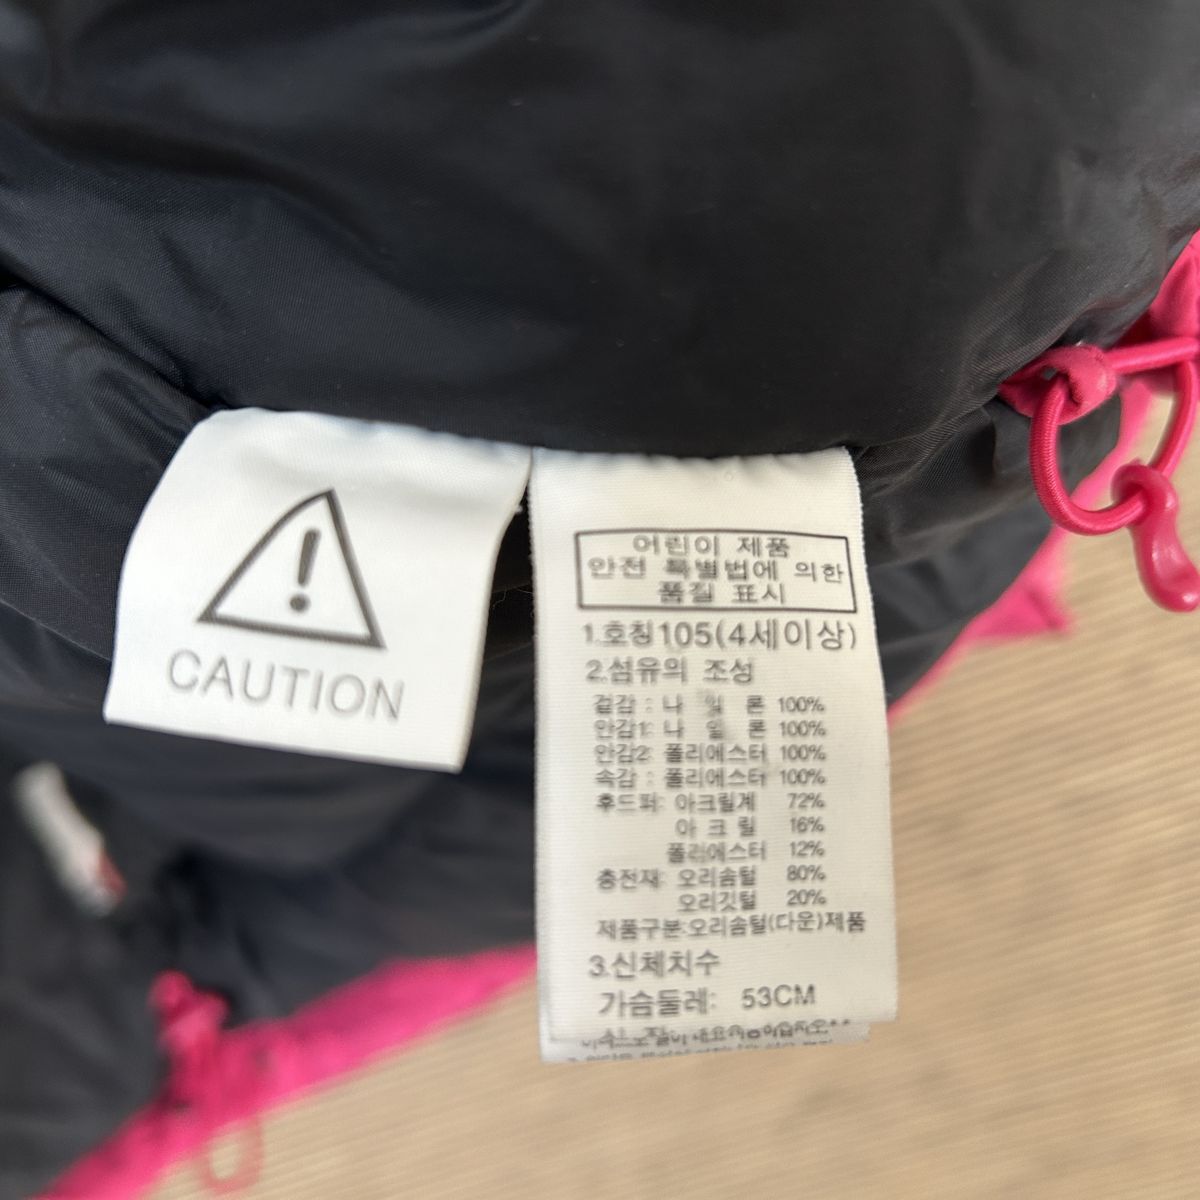 CAUTION
어린이 제품
안전 특별법에 의한
품질 표시
1.호칭105(4세이상)
2.섬유의 조성
겉감 : 나 일 론 100%
안감1: 나 일 론 100%
안감2: 폴리에스터 100%
속감 : 폴리에스터 100%
후드퍼: 아크릴계 72%
아 크 릴 16%
폴리에스터 12%
충전재: 오리솜털 80%
오리깃털 20%
제품구분:오리솜털(다운)제품
3.신체치수
가슴둘레: 53CM